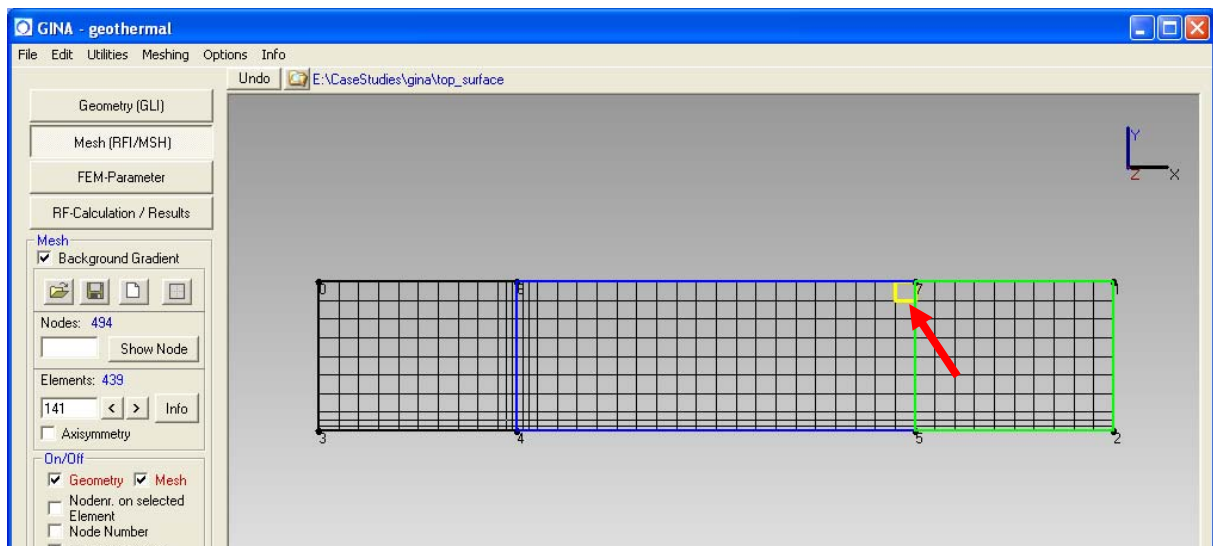 GINA - geothermal
File Edit Utilities Meshing Options Info
Undo E:\CaseStudies\gina\top_surface
Geometry (GLI)
Mesh (RFI/MSH)
FEM-Parameter
RF-Calculation / Results
Mesh
Background Gradient
Nodes: 494
Show Node
Elements: 439
141 < > Info
Axisymmetry
On/Off
Geometry Mesh
Nodenr. on selected
Element
Node Number
Y
Z X
0 7 1
3 4 5 2